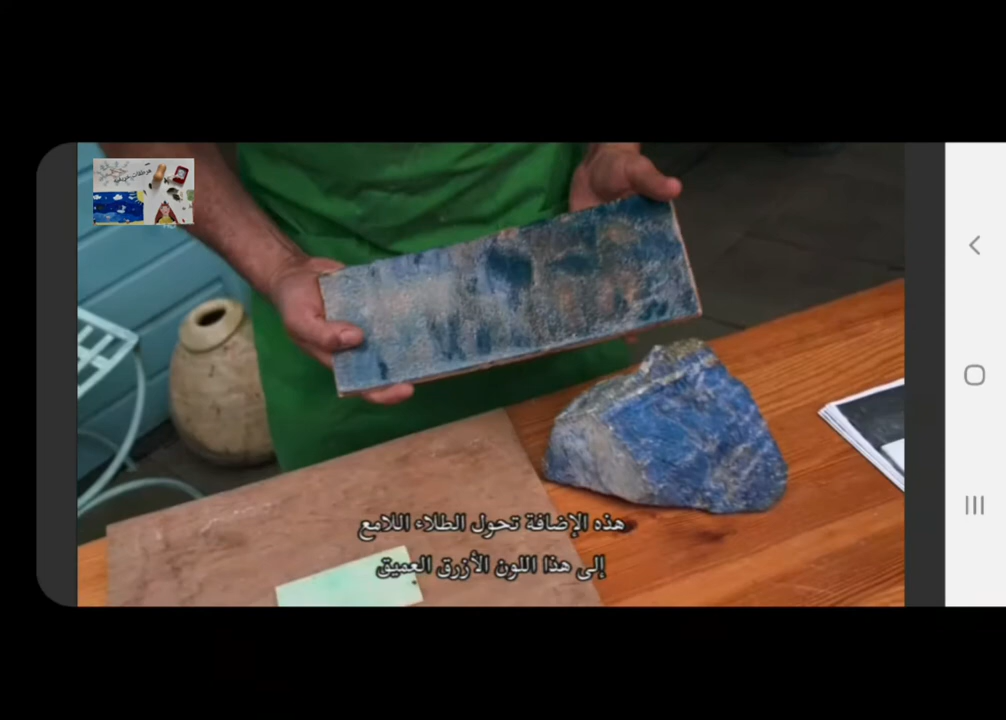 هذه الإضافة تحول الطلاء اللامع
إلى هذا اللون الأزرق العميق